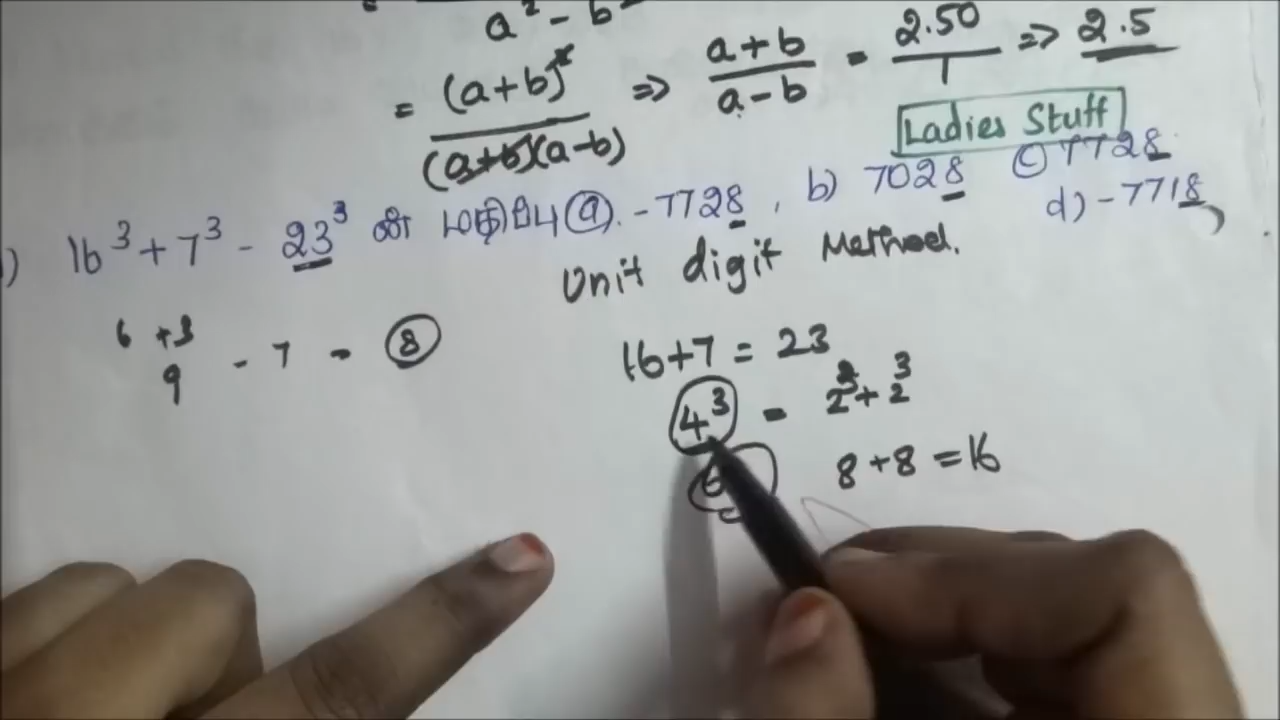 a² - b²
= (a+b)² / (a+b)(a-b) => a+b / a-b = 2.50 / 1 => 2.5
Ladies Stuff
) 16³ + 7³ - 23³ ன் மதிப்பு (a). -7728, b) 7028 (c) 7728
d) -7718
Unit digit Method.
6 +3
9 - 7 = 8
16+7 = 23
4³ = 2³ + 2³
8 + 8 = 16